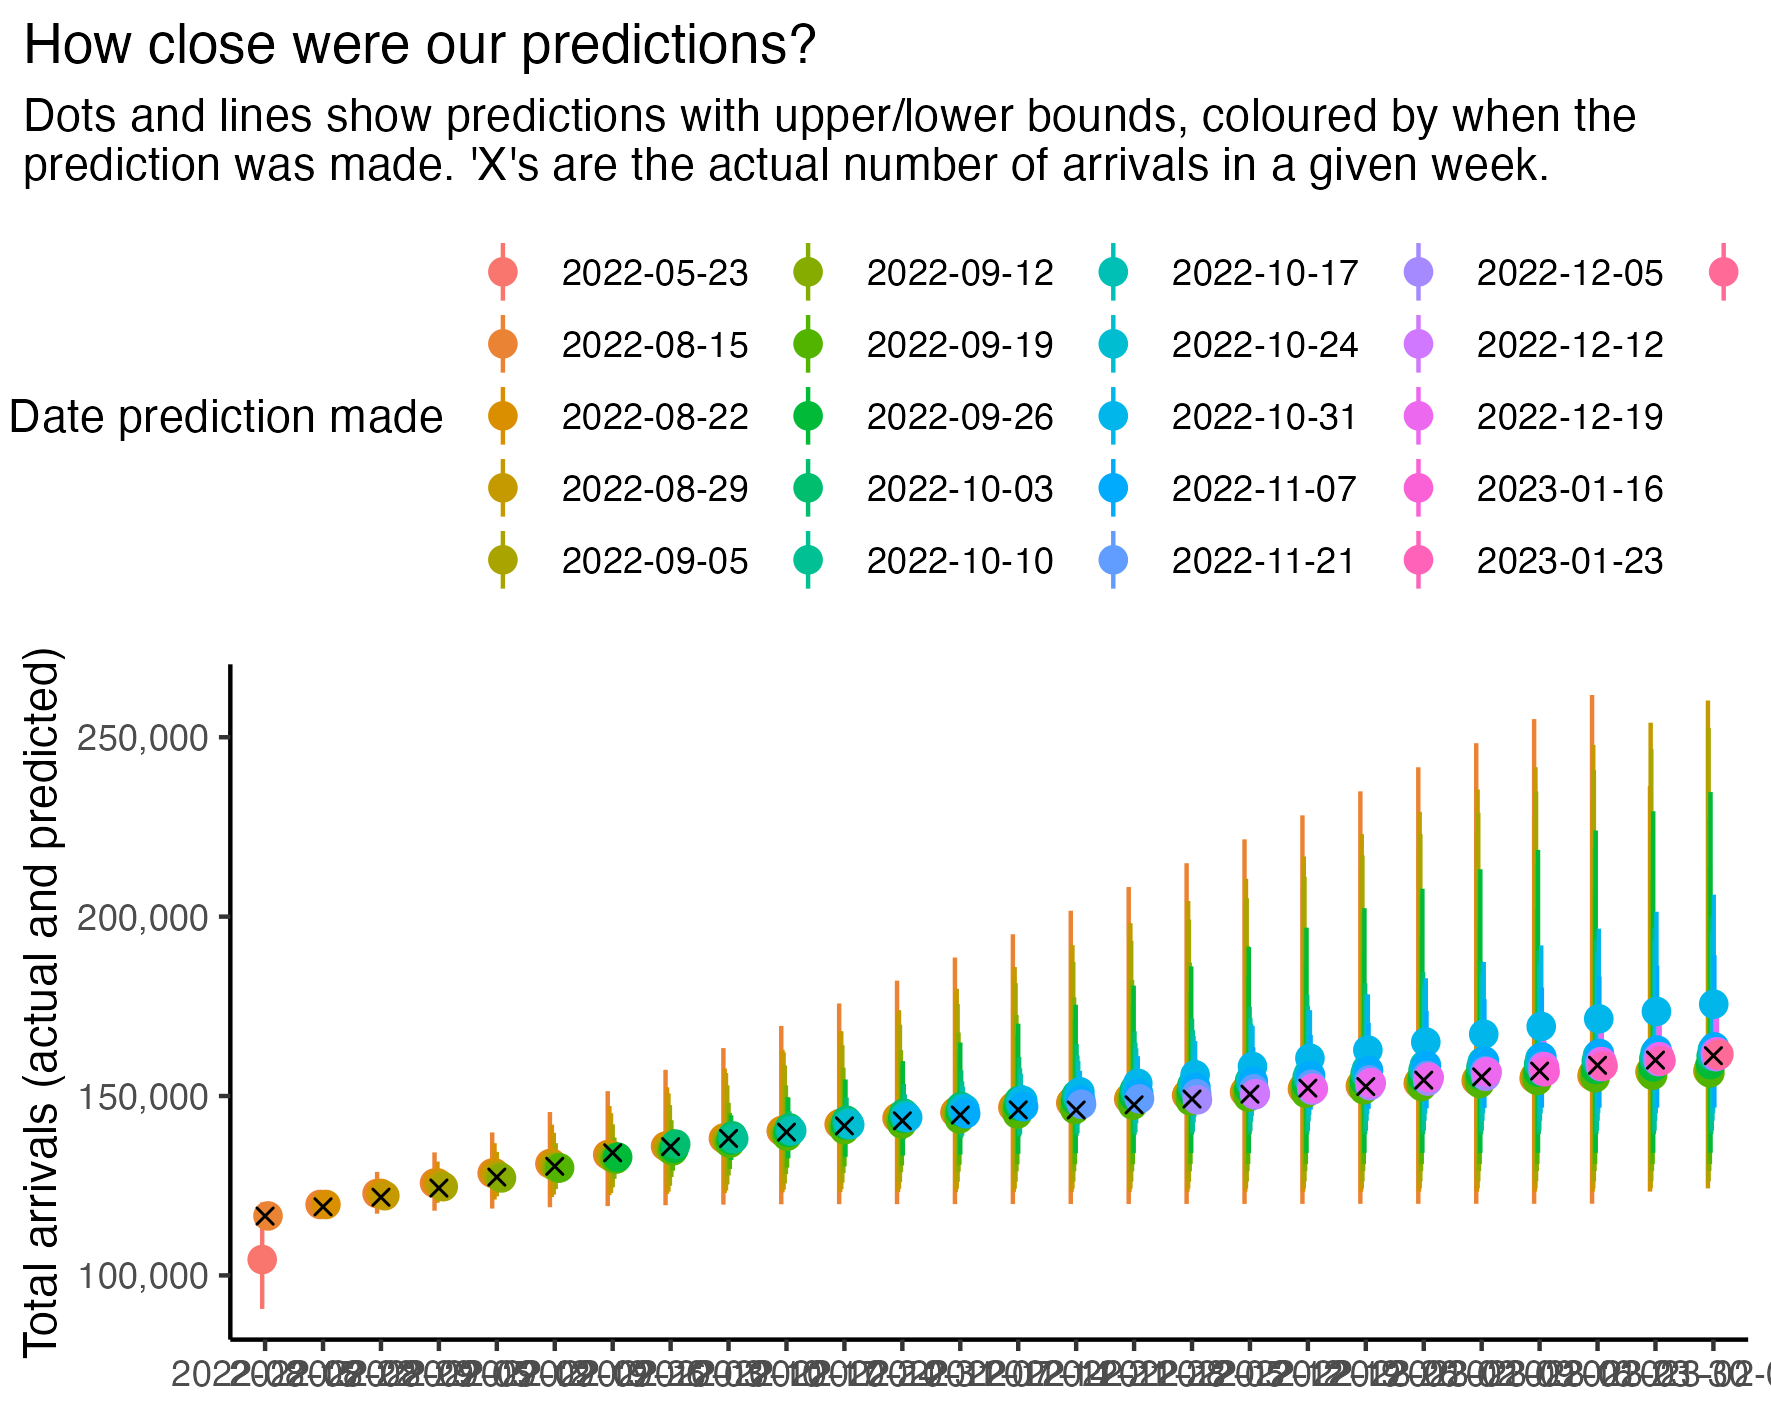 How close were our predictions?
Dots and lines show predictions with upper/lower bounds, coloured by when the
prediction was made. 'X's are the actual number of arrivals in a given week.
Date prediction made
2022-05-23 2022-09-12 2022-10-17 2022-12-05
2022-08-15 2022-09-19 2022-10-24 2022-12-12
2022-08-22 2022-09-26 2022-10-31 2022-12-19
2022-08-29 2022-10-03 2022-11-07 2023-01-16
2022-09-05 2022-10-10 2022-11-21 2023-01-23
Total arrivals (actual and predicted)
250,000
200,000
150,000
100,000